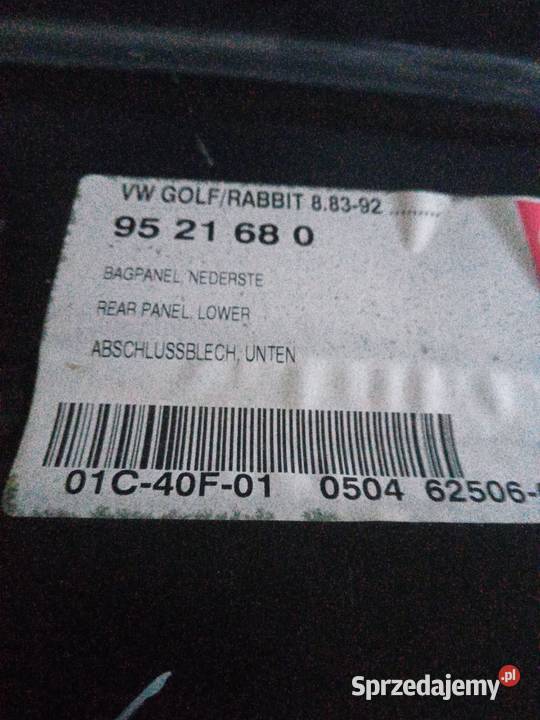 VW GOLF/RABBIT 8.83-92 .........
95 21 68 0
BAGPANEL, NEDERSTE
REAR PANEL, LOWER
ABSCHLUSSBLECH, UNTEN
01C-40F-01 0504 62506-
Sprzedajemy.pl